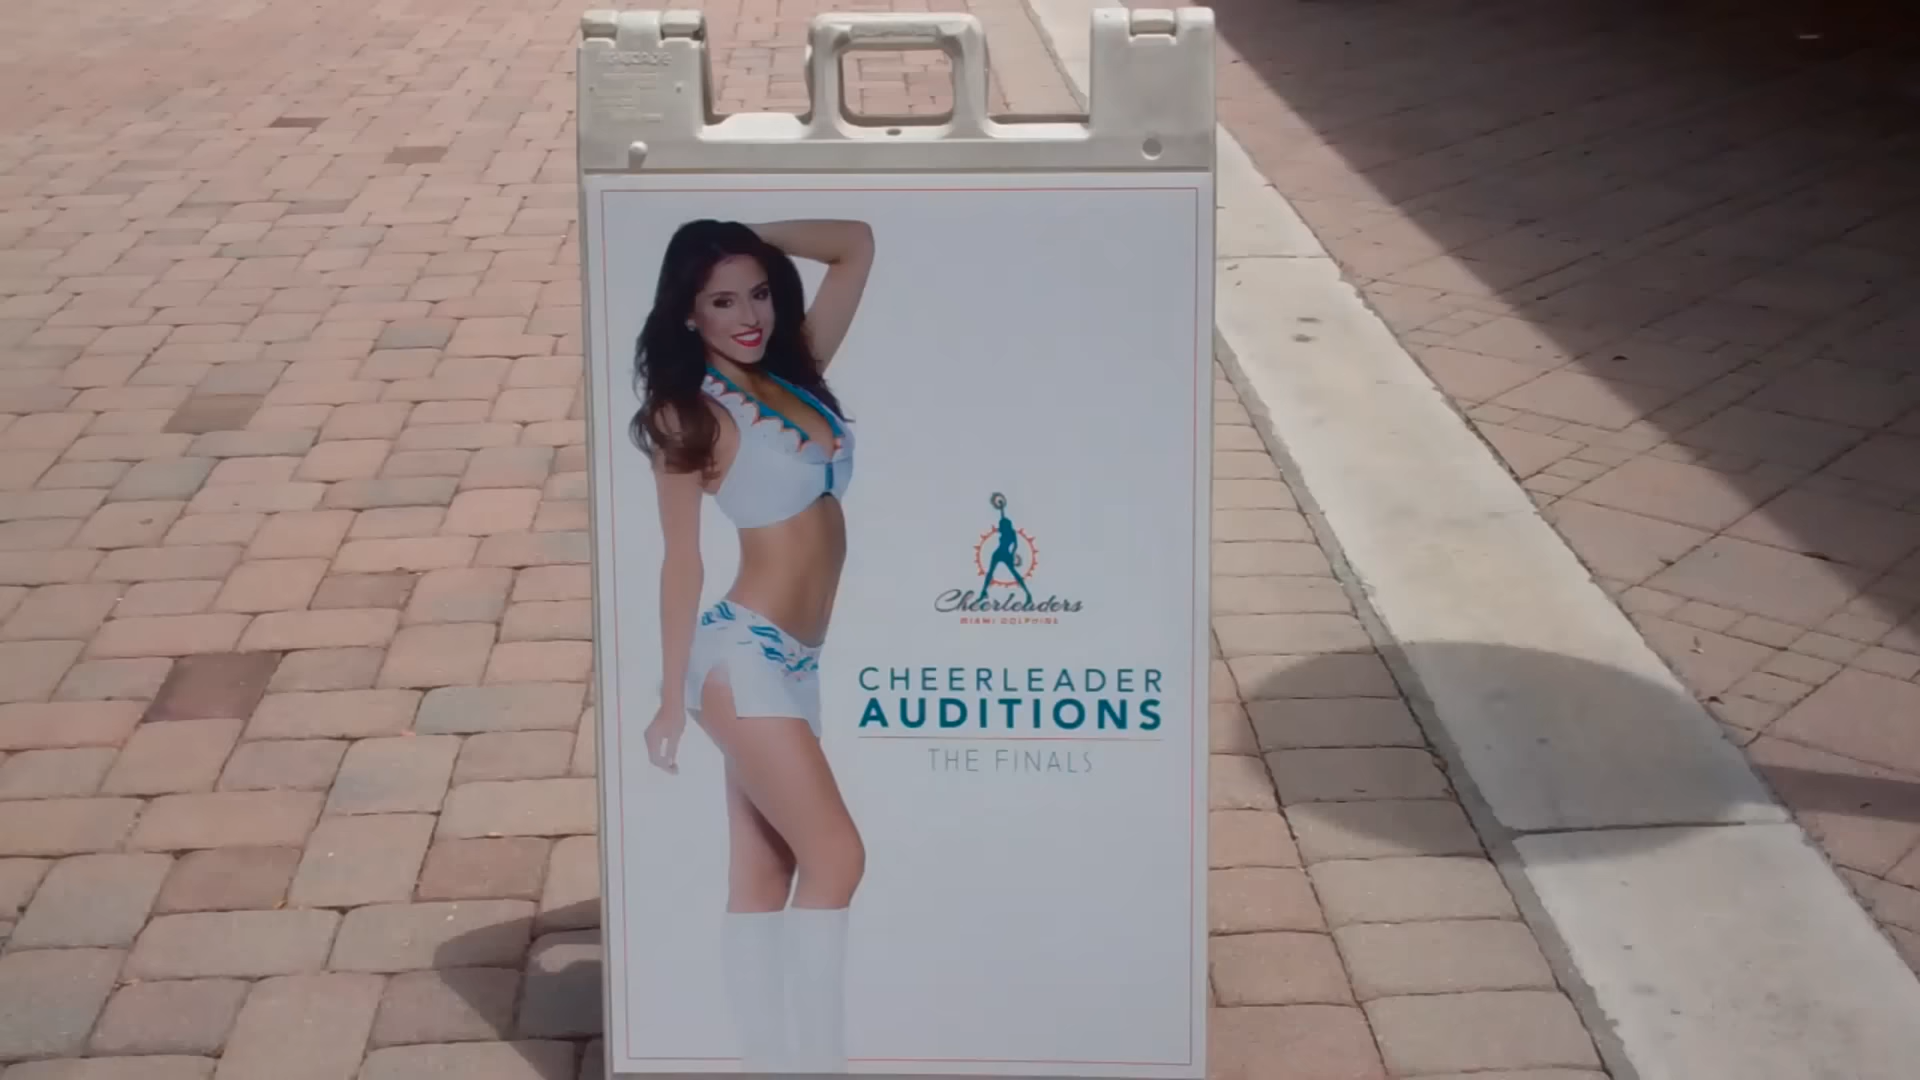 Cheerleaders
MIAMI DOLPHINS
CHEERLEADER
AUDITIONS
THE FINALS